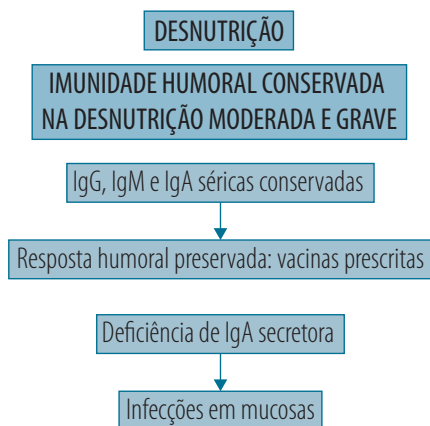 DESNUTRIÇÃO
IMUNIDADE HUMORAL CONSERVADA
NA DESNUTRIÇÃO MODERADA E GRAVE
IgG, IgM e IgA séricas conservadas
Resposta humoral preservada: vacinas prescritas
Deficiência de IgA secretora
Infecções em mucosas